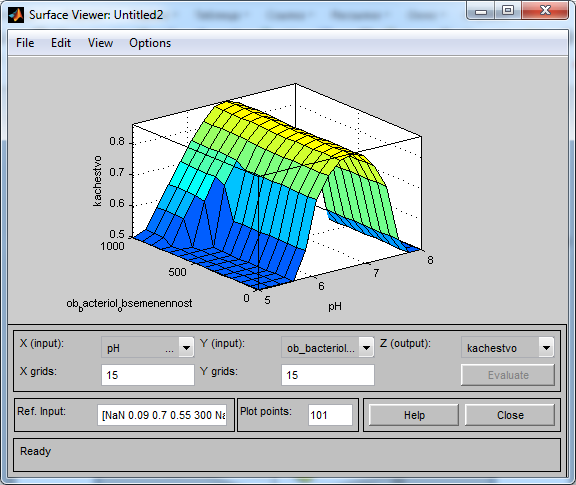 Surface Viewer: Untitled2
File Edit View Options
0.8
0.7
0.6
0.5
kachestvo
1000
500
0
ob_bacteriol_obsemenennost
5
6
7
8
pH
X (input): pH ... Y (input): ob_bacteriol... Z (output): kachestvo
X grids: 15 Y grids: 15 Evaluate
Ref. Input: [NaN 0.09 0.7 0.55 300 Na Plot points: 101 Help Close
Ready